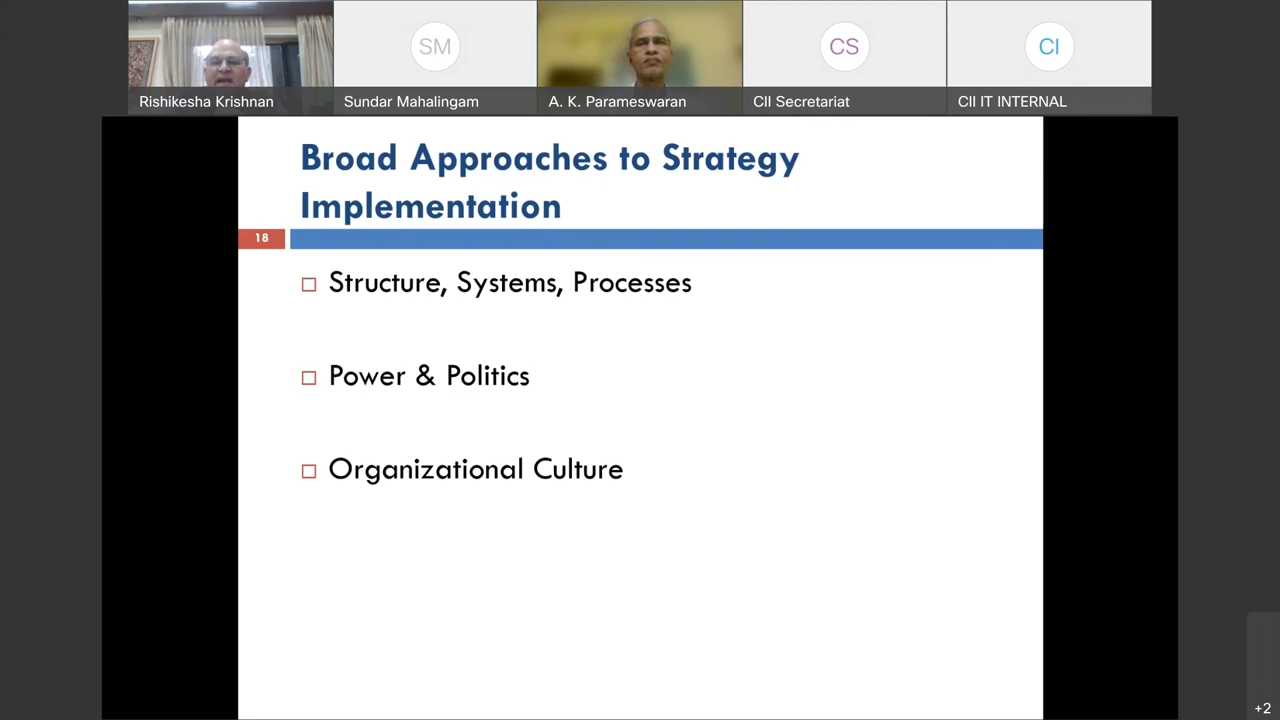 SM
CS
CI
Rishikesha Krishnan
Sundar Mahalingam
A. K. Parameswaran
CII Secretariat
CII IT INTERNAL
Broad Approaches to Strategy
Implementation
18
Structure, Systems, Processes
Power & Politics
Organizational Culture
+2